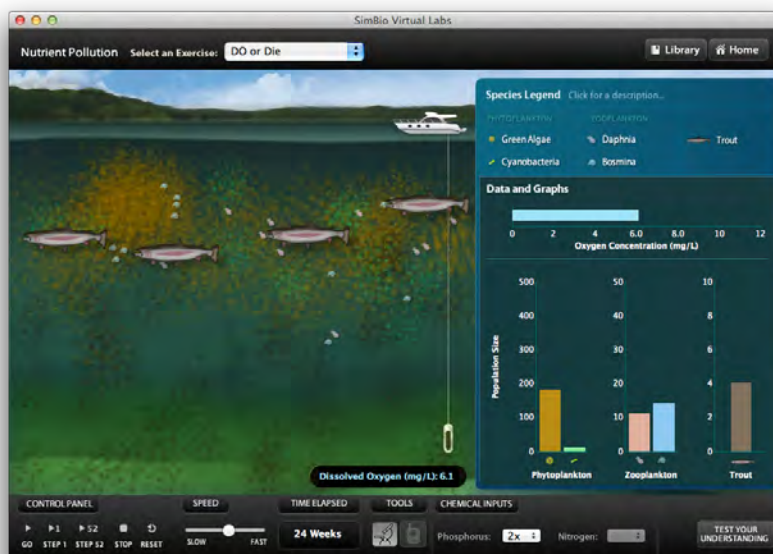 SimBio Virtual Labs
Nutrient Pollution Select an Exercise: DO or Die Library Home
Species Legend Click for a description...
PHYTOPLANKTON ZOOPLANKTON
Green Algae Daphnia Trout
Cyanobacteria Bosmina
Data and Graphs
0 2 4 6.0 8.0 10 12
Oxygen Concentration (mg/L)
500 50 10
400 40 8
300 30 6
200 20 4
100 10 2
0 0 0
Population Size
Phytoplankton Zooplankton Trout
Dissolved Oxygen (mg/L): 6.1
CONTROL PANEL SPEED TIME ELAPSED TOOLS CHEMICAL INPUTS
GO STEP 1 STEP 52 STOP RESET
1 52
SLOW FAST
24 Weeks
Phosphorus: 2x Nitrogen:
TEST YOUR
UNDERSTANDING